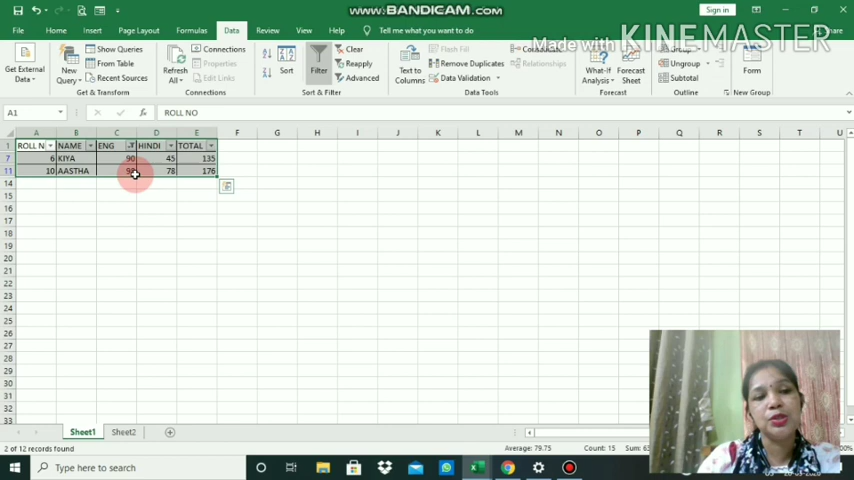 www.BANDICAM.com
Sign in
File Home Insert Page Layout Formulas Data Review View Tell me what you want to do
Made with KINEMASTER
Get External Data
New Query
Show Queries
From Table
Recent Sources
Get & Transform
Refresh All
Connections
Properties
Edit Links
Connections
Sort
Filter
Clear
Reapply
Advanced
Sort & Filter
Text to Columns
Flash Fill
Remove Duplicates
Data Validation
Relationships
Data Tools
What-If Analysis
Forecast Sheet
Forecast
Group
Ungroup
Subtotal
Outline
Form
New Group
A1 fx ROLL NO
A B C D E F G H I J K L M N O P Q R S T U
1 ROLL N NAME ENG HINDI TOTAL
7 6 KIYA 90 45 135
11 10 AASTHA 98 78 176
14
15
16
17
18
19
20
21
22
23
24
25
26
27
28
29
30
31
32
33
Sheet1 Sheet2
2 of 12 records found Average: 79.75 Count: 15
Type here to search